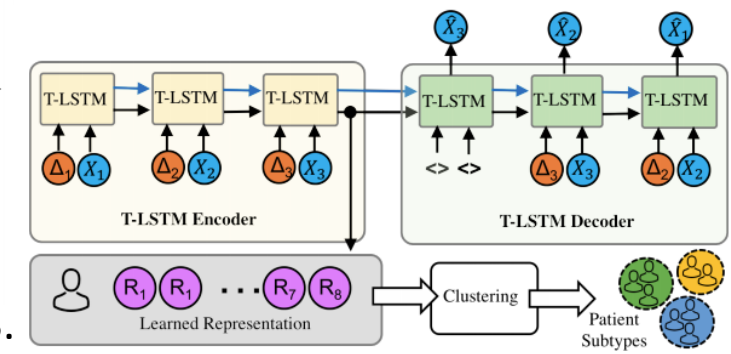 X̂₃ X̂₂ X̂₁
T-LSTM T-LSTM T-LSTM T-LSTM T-LSTM T-LSTM
Δ₁ X₁ Δ₂ X₂ Δ₃ X₃ <> <> Δ₃ X₃ Δ₂ X₂
T-LSTM Encoder
T-LSTM Decoder
R₁ R₁ ... R₇ R₈
Learned Representation
Clustering
Patient
Subtypes